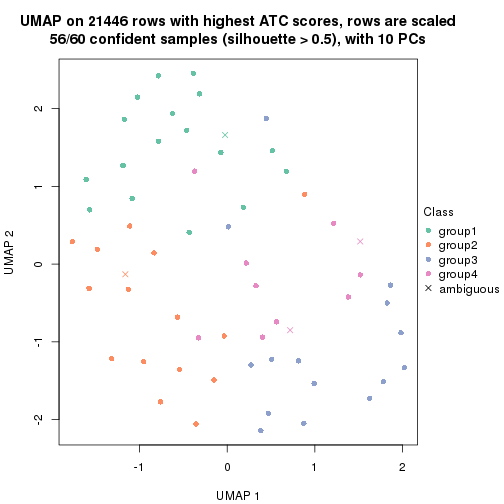 UMAP on 21446 rows with highest ATC scores, rows are scaled
56/60 confident samples (silhouette > 0.5), with 10 PCs
2
1
0
-1
-2
UMAP 2
-1
0
1
2
UMAP 1
Class
group1
group2
group3
group4
ambiguous